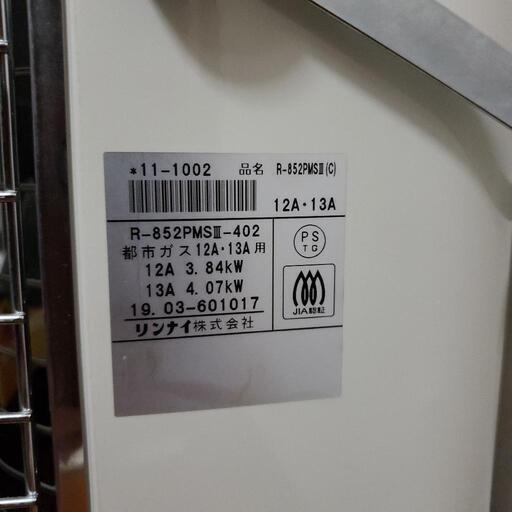 *11-1002 品名 R-852PMSⅢ(C)
12A・13A
R-852PMSⅢ-402
都市ガス12A・13A用
12A 3.84kW
13A 4.07kW
19.03-601017
リンナイ株式会社
PS
TG
JIA認証